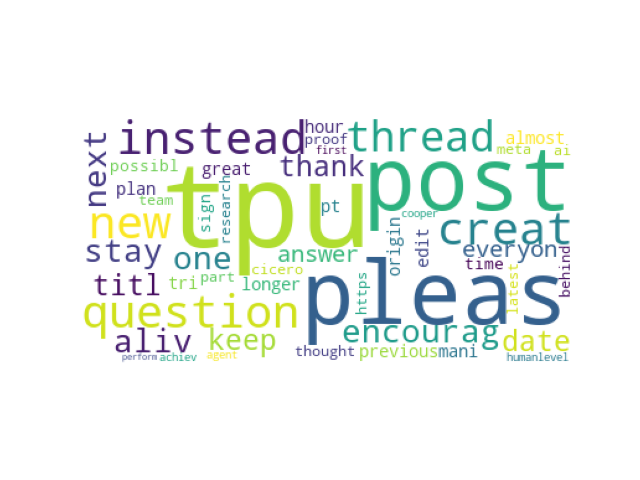 instead
hour
proof
first
thread
almost
meta
ai
next
possibl
plan
team
great
thank
tpu
post
new
sign
research
pt
cooper
creat
stay
one
answer
origin
edit
everyon
time
behind
titl
tri
part
cicero
longer
https
latest
question
pleas
aliv
keep
encourag
date
perform
achiev
agent
thought
previous
mani
humanlevel